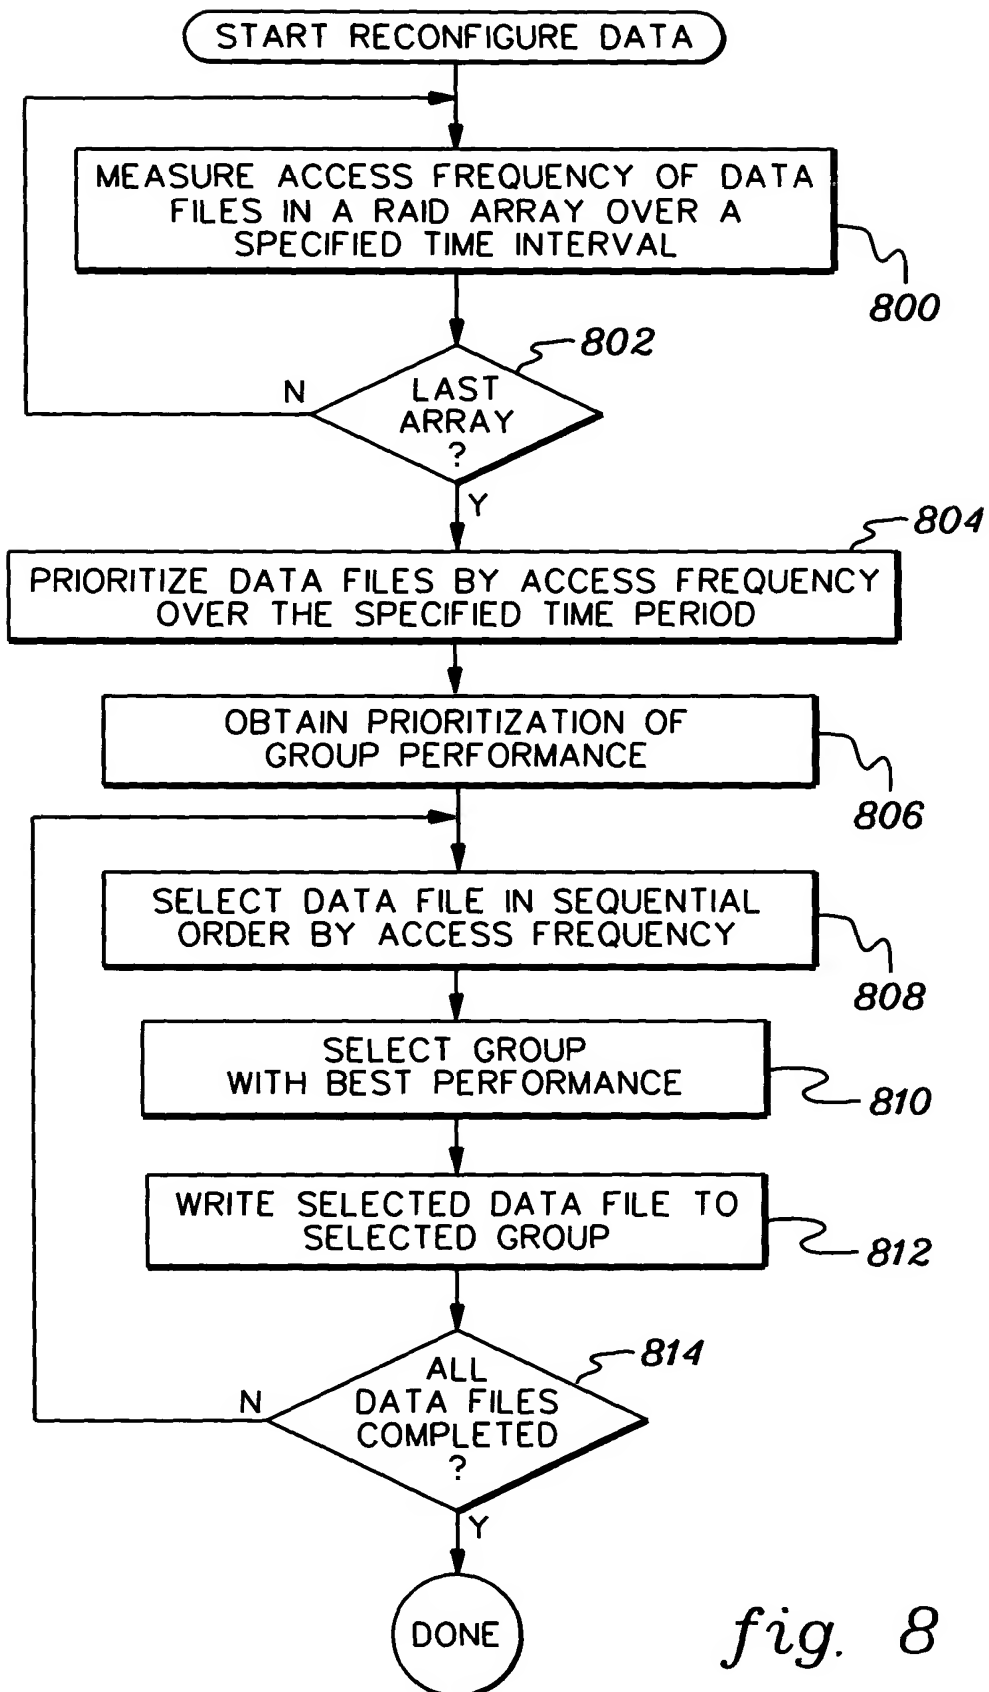 START RECONFIGURE DATA
MEASURE ACCESS FREQUENCY OF DATA
FILES IN A RAID ARRAY OVER A
SPECIFIED TIME INTERVAL
800
802
LAST
ARRAY
?
N
Y
804
PRIORITIZE DATA FILES BY ACCESS FREQUENCY
OVER THE SPECIFIED TIME PERIOD
OBTAIN PRIORITIZATION OF
GROUP PERFORMANCE
806
SELECT DATA FILE IN SEQUENTIAL
ORDER BY ACCESS FREQUENCY
808
SELECT GROUP
WITH BEST PERFORMANCE
810
WRITE SELECTED DATA FILE TO
SELECTED GROUP
812
814
ALL
DATA FILES
COMPLETED
?
N
Y
DONE
fig. 8